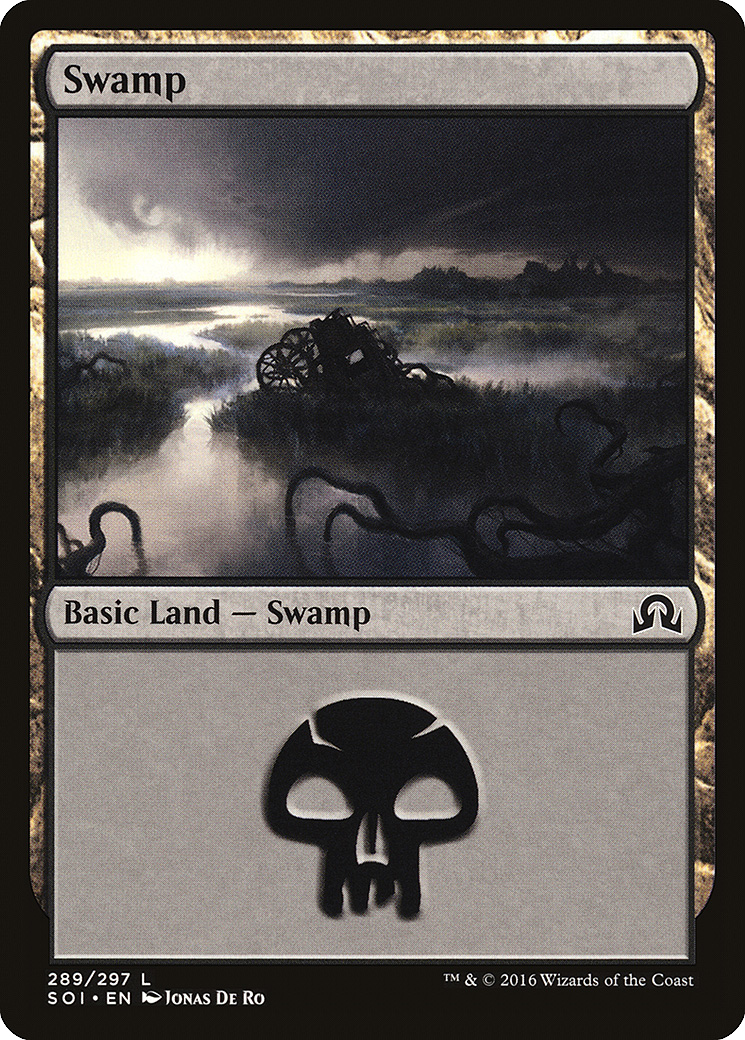 Swamp
Basic Land — Swamp
289/297 L
™ & © 2016 Wizards of the Coast
SOI • EN Jonas De Ro